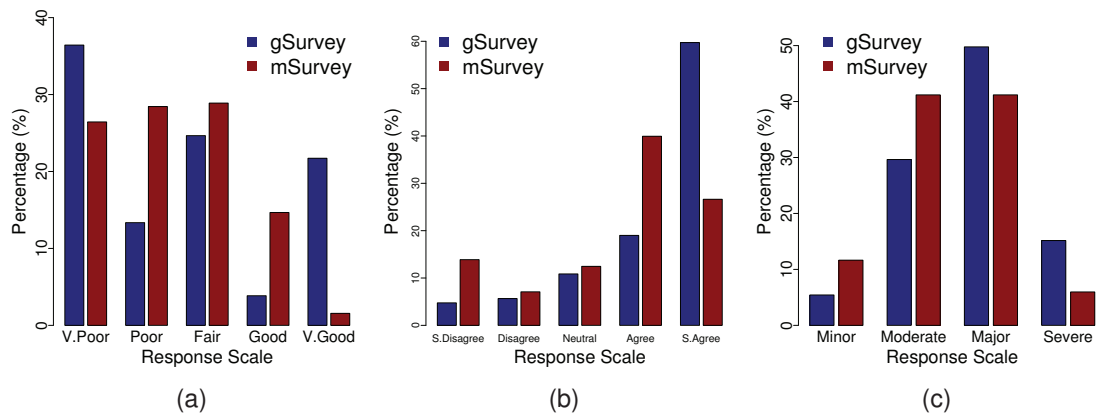 gSurvey
mSurvey
Percentage (%)
0
10
20
30
40
V.Poor Poor Fair Good V.Good
Response Scale
(a)
gSurvey
mSurvey
Percentage (%)
0
10
20
30
40
50
60
S.Disagree Disagree Neutral Agree S.Agree
Response Scale
(b)
gSurvey
mSurvey
Percentage (%)
0
10
20
30
40
50
Minor Moderate Major Severe
Response Scale
(c)